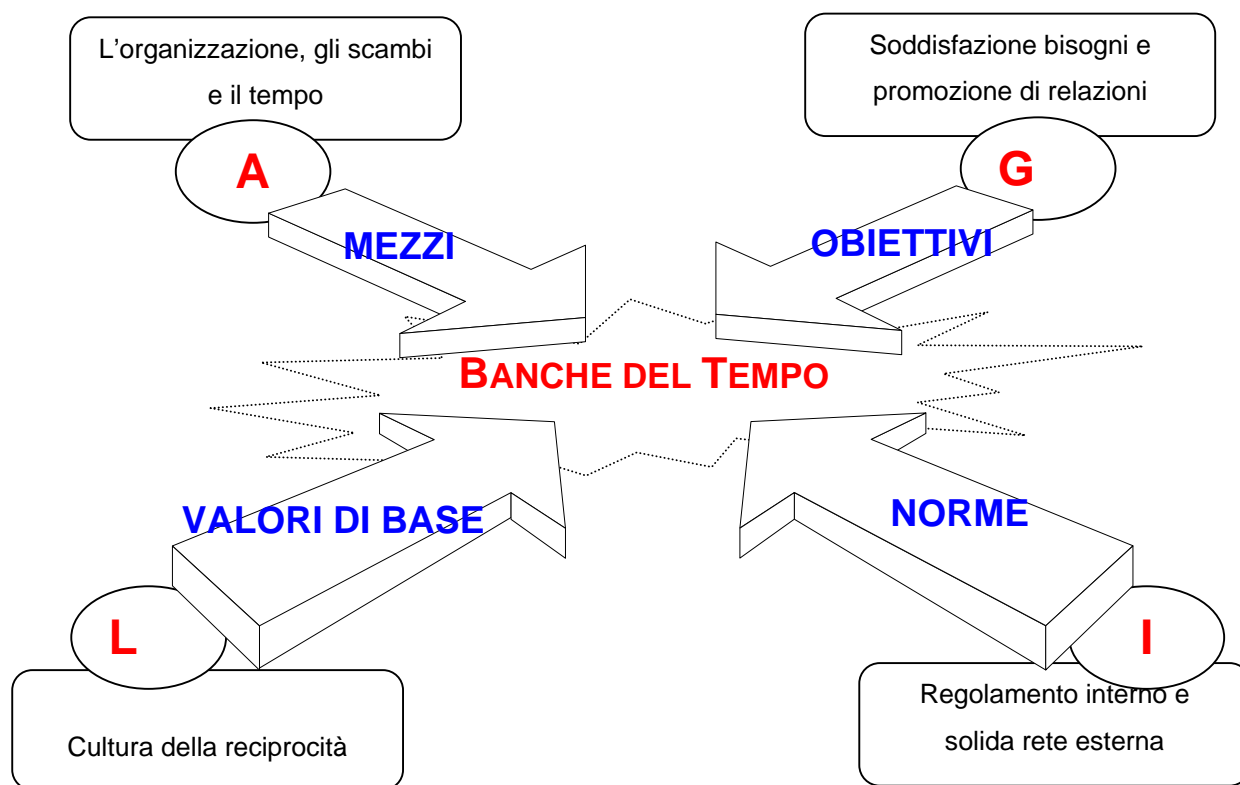 L’organizzazione, gli scambi
e il tempo
Soddisfazione bisogni e
promozione di relazioni
A
G
MEZZI
OBIETTIVI
BANCHE DEL TEMPO
VALORI DI BASE
NORME
L
I
Cultura della reciprocità
Regolamento interno e
solida rete esterna